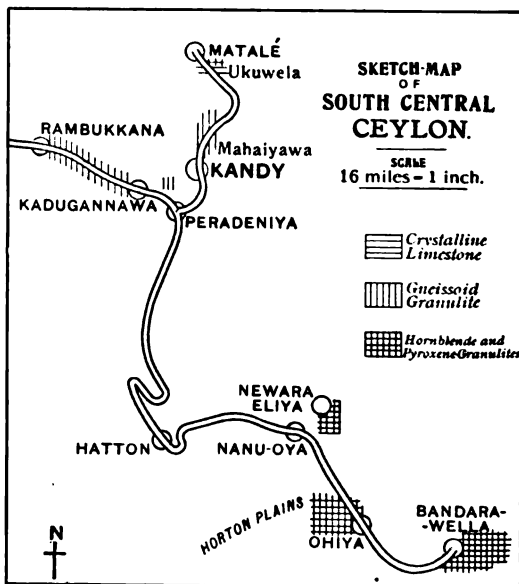 MATALÉ
Ukuwela
SKETCH-MAP
OF
SOUTH CENTRAL
CEYLON.
SCALE
16 miles = 1 inch.
RAMBUKKANA
Mahaiyawa
KANDY
KADUGANNAWA
PERADENIYA
Crystalline
Limestone
Gneissoid
Granulite
Hornblende and
Pyroxene-Granulites
NEWARA
ELIYA
HATTON
NANU-OYA
HORTON PLAINS
OHIYA
BANDARA-
-WELLA
N